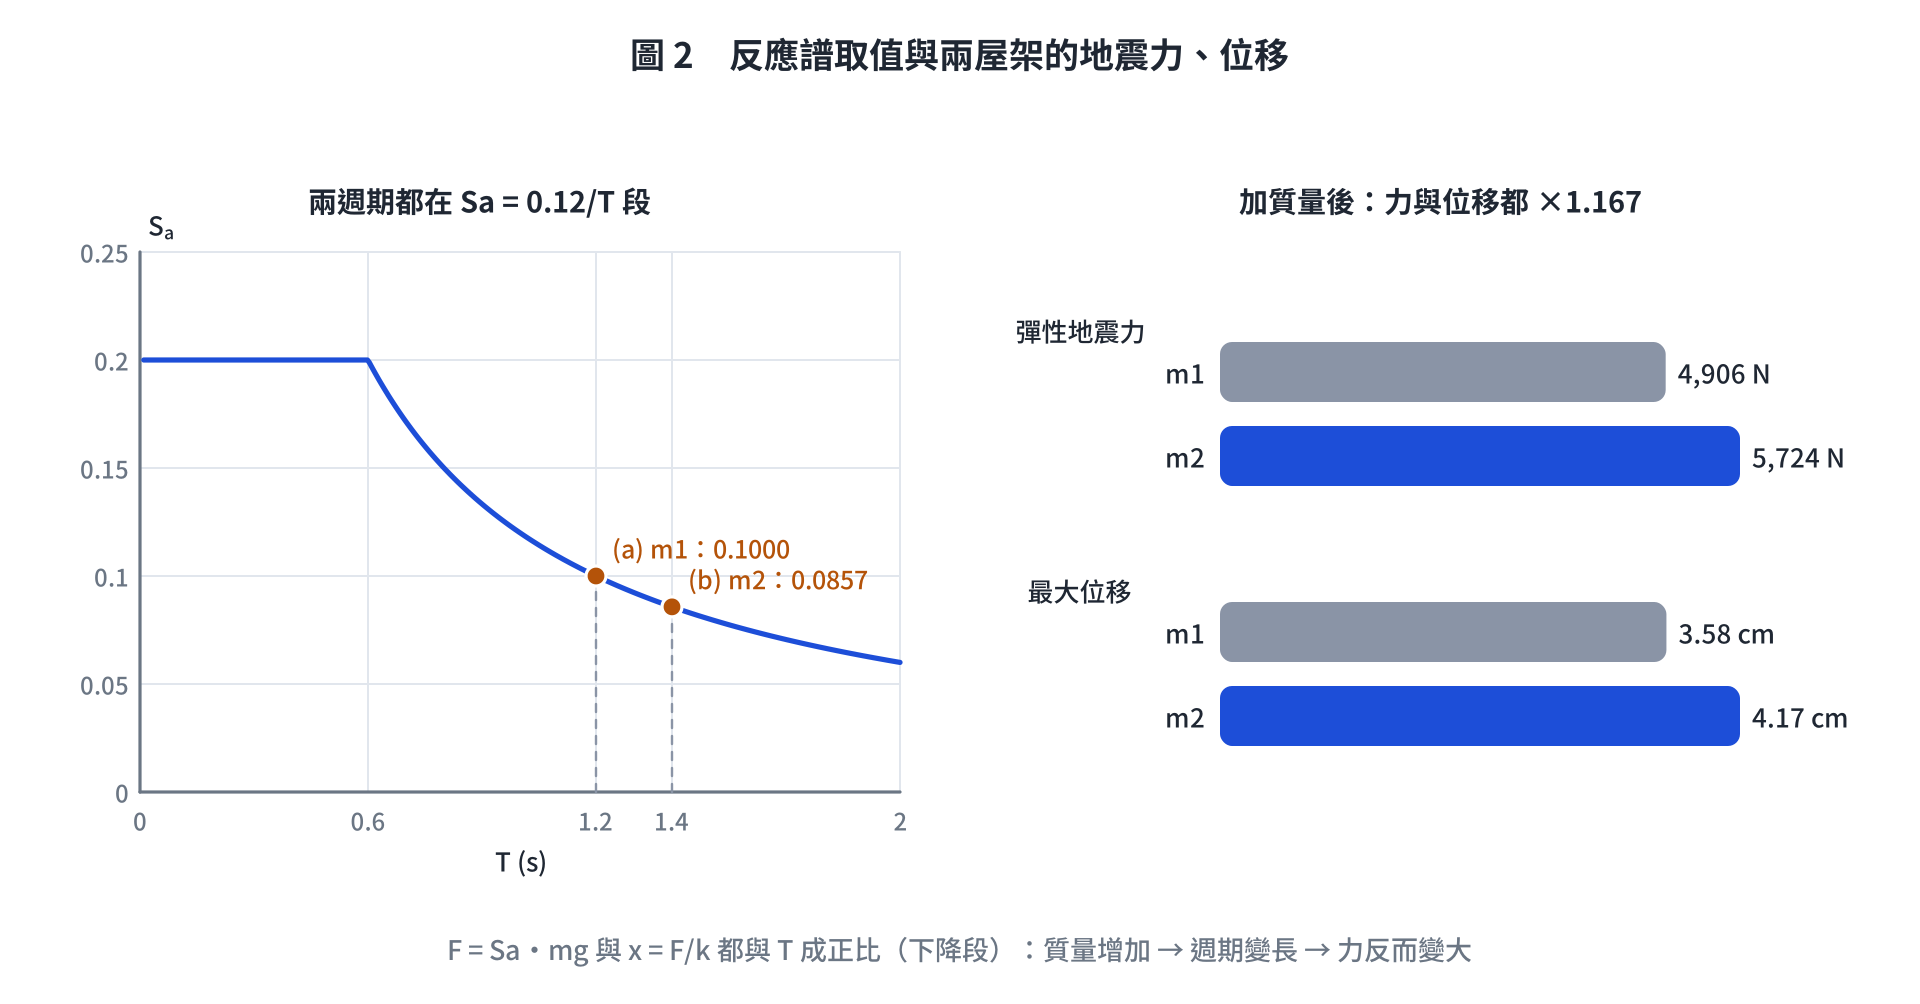 圖 2　反應譜取值與兩屋架的地震力、位移
兩週期都在 Sa = 0.12/T 段
Sa
0.25
0.2
0.15
0.1
0.05
0
(a) m1：0.1000
(b) m2：0.0857
0
0.6
1.2
1.4
2
T (s)
加質量後：力與位移都 ×1.167
彈性地震力
m1
4,906 N
m2
5,724 N
最大位移
m1
3.58 cm
m2
4.17 cm
F = Sa・mg 與 x = F/k 都與 T 成正比（下降段）：質量增加 → 週期變長 → 力反而變大